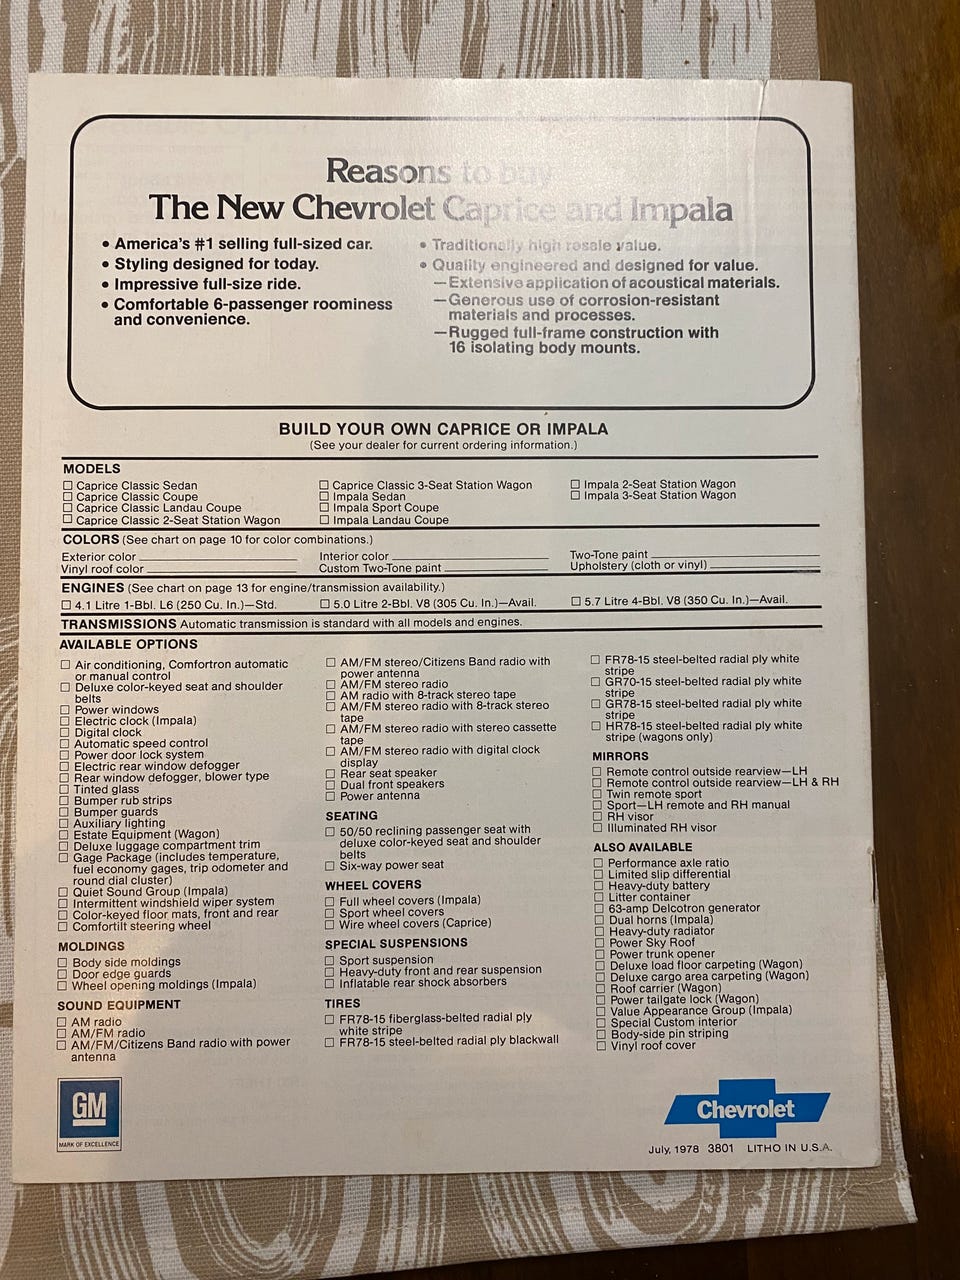 Reasons to buy
The New Chevrolet Caprice and Impala
• America's #1 selling full-sized car.
• Styling designed for today.
• Impressive full-size ride.
• Comfortable 6-passenger roominess
and convenience.
• Traditionally high resale value.
• Quality engineered and designed for value.
—Extensive application of acoustical materials.
—Generous use of corrosion-resistant
materials and processes.
—Rugged full-frame construction with
16 isolating body mounts.
BUILD YOUR OWN CAPRICE OR IMPALA
(See your dealer for current ordering information.)
MODELS
☐ Caprice Classic Sedan
☐ Caprice Classic Coupe
☐ Caprice Classic Landau Coupe
☐ Caprice Classic 2-Seat Station Wagon
☐ Caprice Classic 3-Seat Station Wagon
☐ Impala Sedan
☐ Impala Sport Coupe
☐ Impala Landau Coupe
☐ Impala 2-Seat Station Wagon
☐ Impala 3-Seat Station Wagon
COLORS (See chart on page 10 for color combinations.)
Exterior color
Vinyl roof color
Interior color
Custom Two-Tone paint
Two-Tone paint
Upholstery (cloth or vinyl)
ENGINES (See chart on page 13 for engine/transmission availability.)
☐ 4.1 Litre 1-Bbl. L6 (250 Cu. In.)—Std.
☐ 5.0 Litre 2-Bbl. V8 (305 Cu. In.)—Avail.
☐ 5.7 Litre 4-Bbl. V8 (350 Cu. In.)—Avail.
TRANSMISSIONS Automatic transmission is standard with all models and engines.
AVAILABLE OPTIONS
☐ Air conditioning, Comfortron automatic
or manual control
☐ Deluxe color-keyed seat and shoulder
belts
☐ Power windows
☐ Electric clock (Impala)
☐ Digital clock
☐ Automatic speed control
☐ Power door lock system
☐ Electric rear window defogger
☐ Rear window defogger, blower type
☐ Tinted glass
☐ Bumper rub strips
☐ Bumper guards
☐ Auxiliary lighting
☐ Estate Equipment (Wagon)
☐ Deluxe luggage compartment trim
☐ Gage Package (includes temperature,
fuel economy gages, trip odometer and
round dial cluster)
☐ Quiet Sound Group (Impala)
☐ Intermittent windshield wiper system
☐ Color-keyed floor mats, front and rear
☐ Comfortilt steering wheel
MOLDINGS
☐ Body side moldings
☐ Door edge guards
☐ Wheel opening moldings (Impala)
SOUND EQUIPMENT
☐ AM radio
☐ AM/FM radio
☐ AM/FM/Citizens Band radio with power
antenna
☐ AM/FM stereo/Citizens Band radio with
power antenna
☐ AM/FM stereo radio
☐ AM radio with 8-track stereo tape
☐ AM/FM stereo radio with 8-track stereo
tape
☐ AM/FM stereo radio with stereo cassette
tape
☐ AM/FM stereo radio with digital clock
display
☐ Rear seat speaker
☐ Dual front speakers
☐ Power antenna
SEATING
☐ 50/50 reclining passenger seat with
deluxe color-keyed seat and shoulder
belts
☐ Six-way power seat
WHEEL COVERS
☐ Full wheel covers (Impala)
☐ Sport wheel covers
☐ Wire wheel covers (Caprice)
SPECIAL SUSPENSIONS
☐ Sport suspension
☐ Heavy-duty front and rear suspension
☐ Inflatable rear shock absorbers
TIRES
☐ FR78-15 fiberglass-belted radial ply
white stripe
☐ FR78-15 steel-belted radial ply blackwall
☐ FR78-15 steel-belted radial ply white
stripe
☐ GR70-15 steel-belted radial ply white
stripe
☐ GR78-15 steel-belted radial ply white
stripe
☐ HR78-15 steel-belted radial ply white
stripe (wagons only)
MIRRORS
☐ Remote control outside rearview—LH
☐ Remote control outside rearview—LH & RH
☐ Twin remote sport
☐ Sport—LH remote and RH manual
☐ RH visor
☐ Illuminated RH visor
ALSO AVAILABLE
☐ Performance axle ratio
☐ Limited slip differential
☐ Heavy-duty battery
☐ Litter container
☐ 63-amp Delcotron generator
☐ Dual horns (Impala)
☐ Heavy-duty radiator
☐ Power Sky Roof
☐ Power trunk opener
☐ Deluxe load floor carpeting (Wagon)
☐ Deluxe cargo area carpeting (Wagon)
☐ Roof carrier (Wagon)
☐ Power tailgate lock (Wagon)
☐ Value Appearance Group (Impala)
☐ Special Custom interior
☐ Body-side pin striping
☐ Vinyl roof cover
GM
MARK OF EXCELLENCE
Chevrolet
July, 1978 3801 LITHO IN U.S.A.